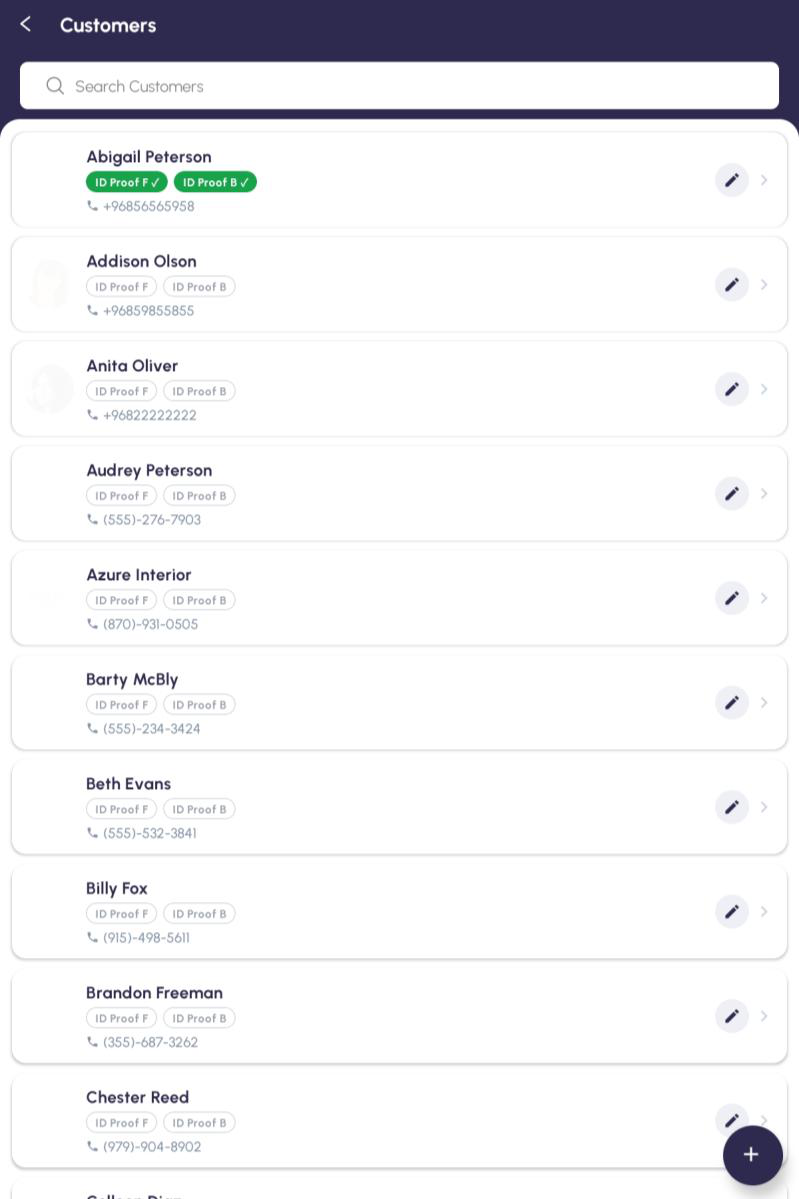 Customers
Search Customers
Abigail Peterson
ID Proof F ✓ ID Proof B ✓
+96856565958
Addison Olson
ID Proof F ID Proof B
+96859855855
Anita Oliver
ID Proof F ID Proof B
+96822222222
Audrey Peterson
ID Proof F ID Proof B
(555)-276-7903
Azure Interior
ID Proof F ID Proof B
(870)-931-0505
Barty McBly
ID Proof F ID Proof B
(555)-234-3424
Beth Evans
ID Proof F ID Proof B
(555)-532-3841
Billy Fox
ID Proof F ID Proof B
(915)-498-5611
Brandon Freeman
ID Proof F ID Proof B
(355)-687-3262
Chester Reed
ID Proof F ID Proof B
(979)-904-8902